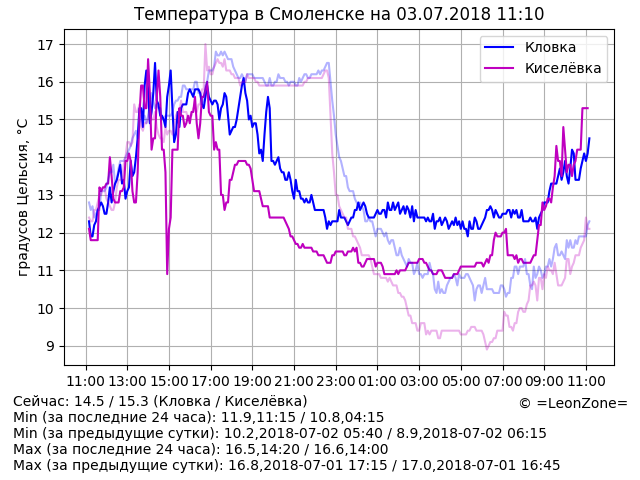 Температура в Смоленске на 03.07.2018 11:10
Кловка
Киселёвка
градусов Цельсия, °C
17
16
15
14
13
12
11
10
9
11:00 13:00 15:00 17:00 19:00 21:00 23:00 01:00 03:00 05:00 07:00 09:00 11:00
Сейчас: 14.5 / 15.3 (Кловка / Киселёвка)
© =LeonZone=
Min (за последние 24 часа): 11.9,11:15 / 10.8,04:15
Min (за предыдущие сутки): 10.2,2018-07-02 05:40 / 8.9,2018-07-02 06:15
Max (за последние 24 часа): 16.5,14:20 / 16.6,14:00
Max (за предыдущие сутки): 16.8,2018-07-01 17:15 / 17.0,2018-07-01 16:45